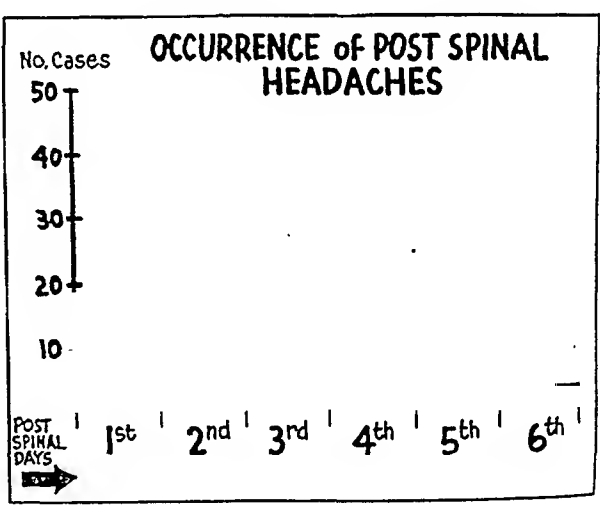 OCCURRENCE of POST SPINAL
HEADACHES
No. Cases
50
40
30
20
10
POST
SPINAL
DAYS
1st 2nd 3rd 4th 5th 6th